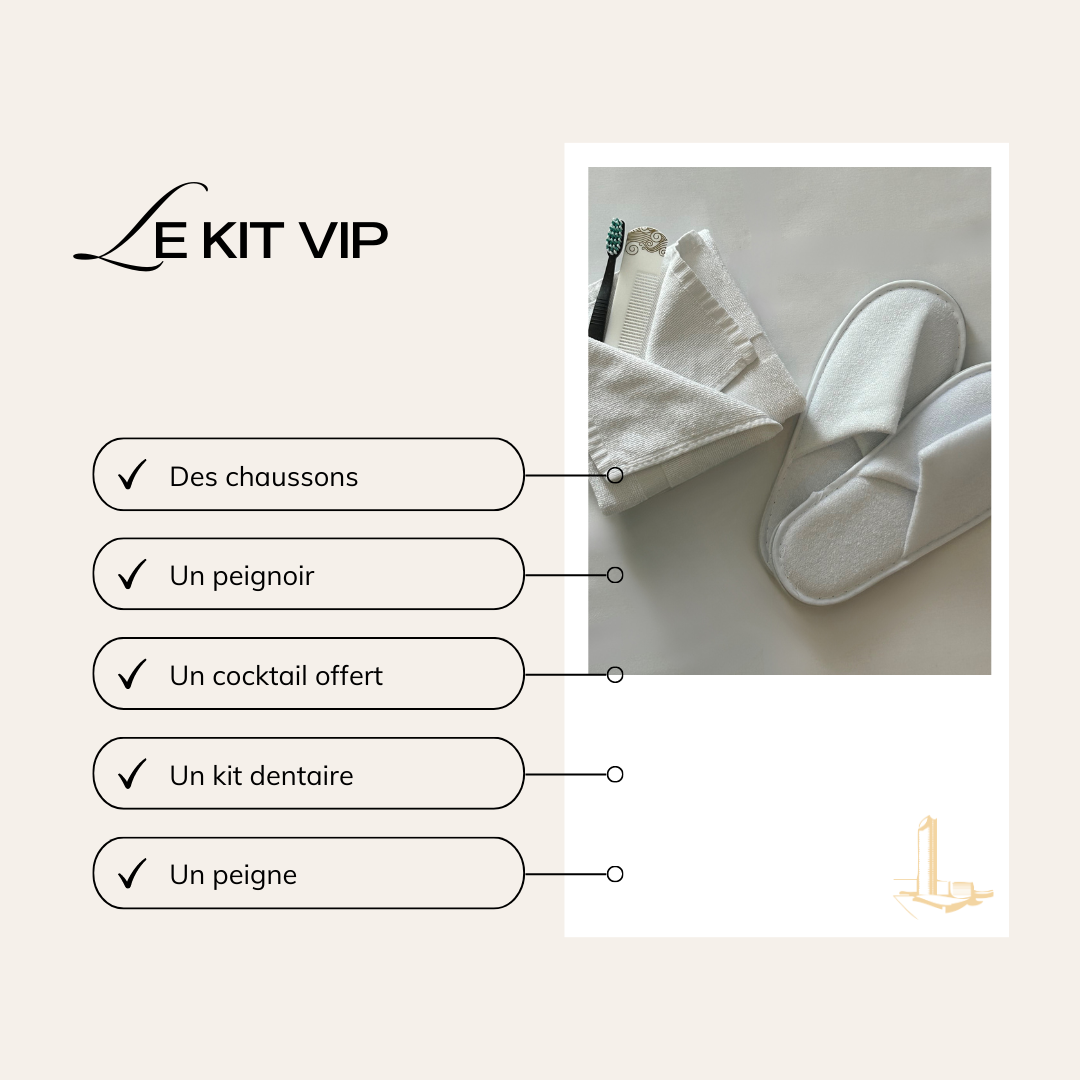 LE KIT VIP
Des chaussons
Un peignoir
Un cocktail offert
Un kit dentaire
Un peigne